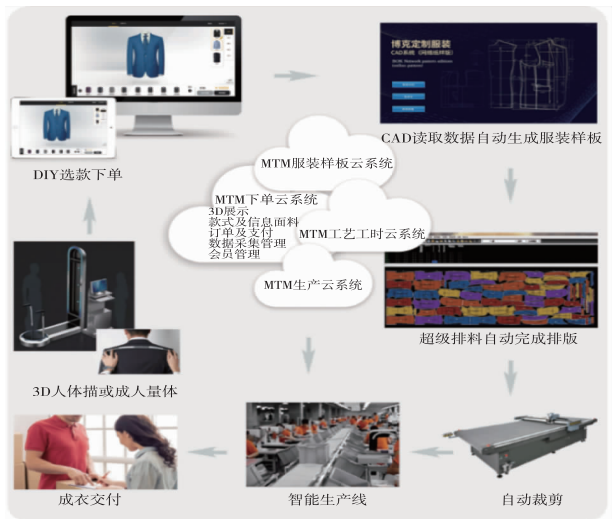 博克定制服装
CAD系统（网络线样版）
DIY选款下单
CAD读取数据自动生成服装样板
MTM服装样板云系统
MTM下单云系统
3D展示
款式及信息面料
订单及支付
数据采集管理
会员管理
MTM工艺工时云系统
MTM生产云系统
超级排料自动完成排版
3D人体描或成人量体
成衣交付
智能生产线
自动裁剪